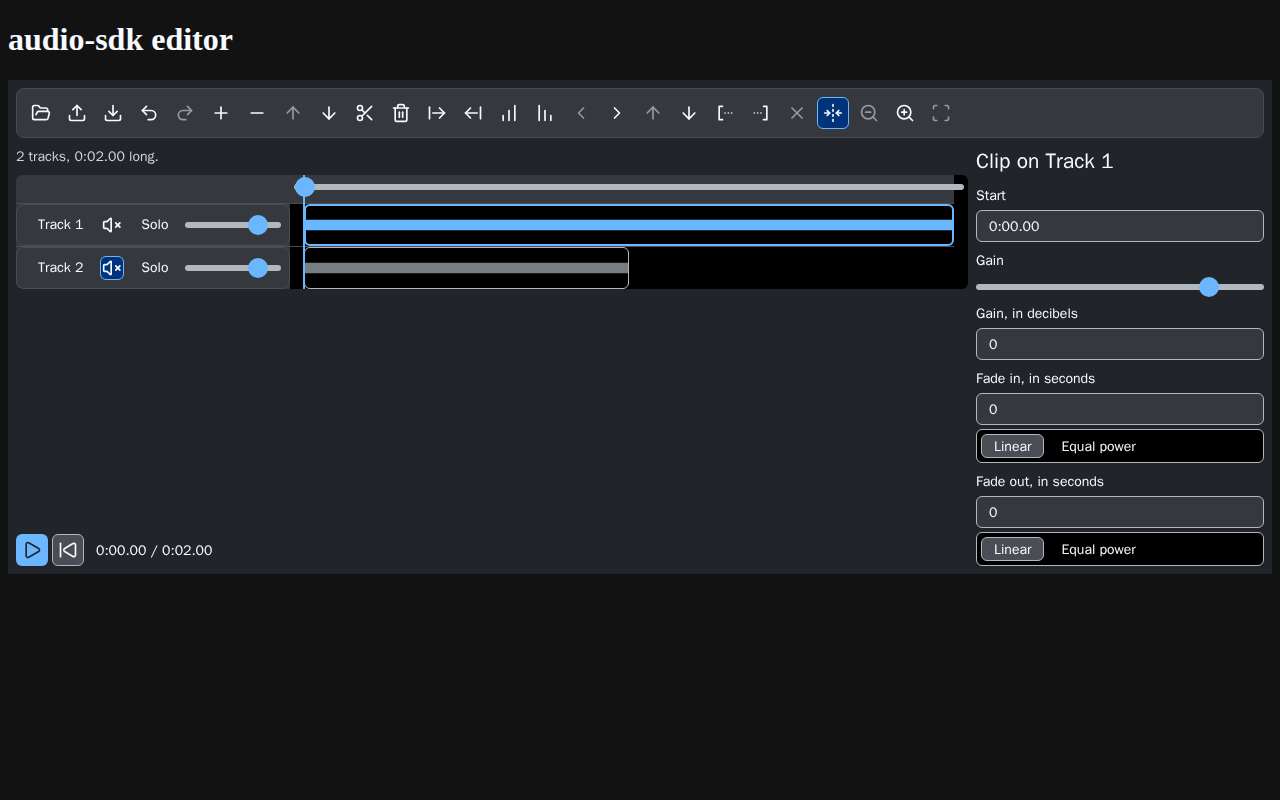 audio-sdk editor
2 tracks, 0:02.00 long.
Clip on Track 1
Start
0:00.00
Track 1 Solo
Track 2 Solo
Gain
Gain, in decibels
0
Fade in, in seconds
0
Linear Equal power
Fade out, in seconds
0
Linear Equal power
0:00.00 / 0:02.00